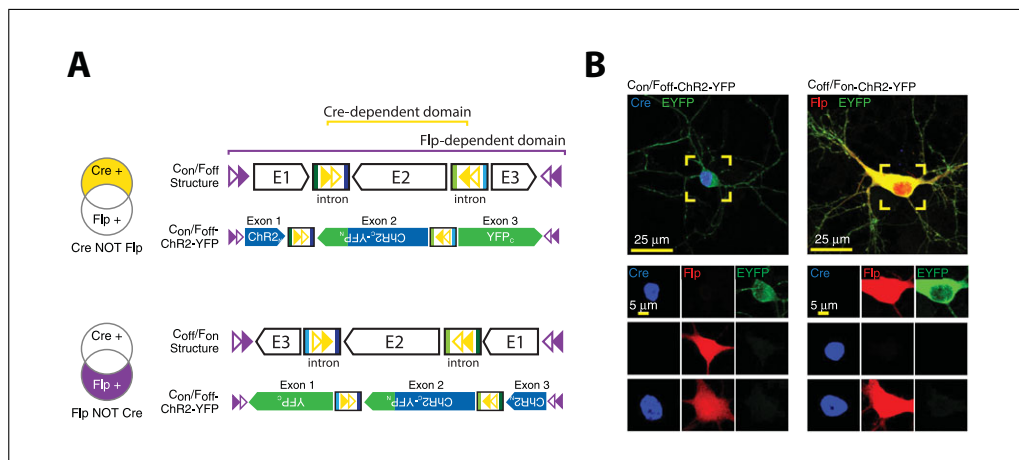 A
Cre-dependent domain
Flp-dependent domain
Cre +
Flp +
Cre NOT Flp
Con/Foff
Structure
E1
E2
E3
intron
intron
Con/Foff-
ChR2-YFP
Exon 1
Exon 2
Exon 3
ChR2N
ChR2C-YFPN
YFPC
Cre +
Flp +
Flp NOT Cre
Coff/Fon
Structure
E3
E2
E1
intron
intron
Con/Foff-
ChR2-YFP
Exon 1
Exon 2
Exon 3
YFPC
ChR2C-YFPN
ChR2N
B
Con/Foff-ChR2-YFP
Cre EYFP
25 µm
Cre
Flp
EYFP
5 µm
Coff/Fon-ChR2-YFP
Flp EYFP
25 µm
Cre
Flp
EYFP
5 µm